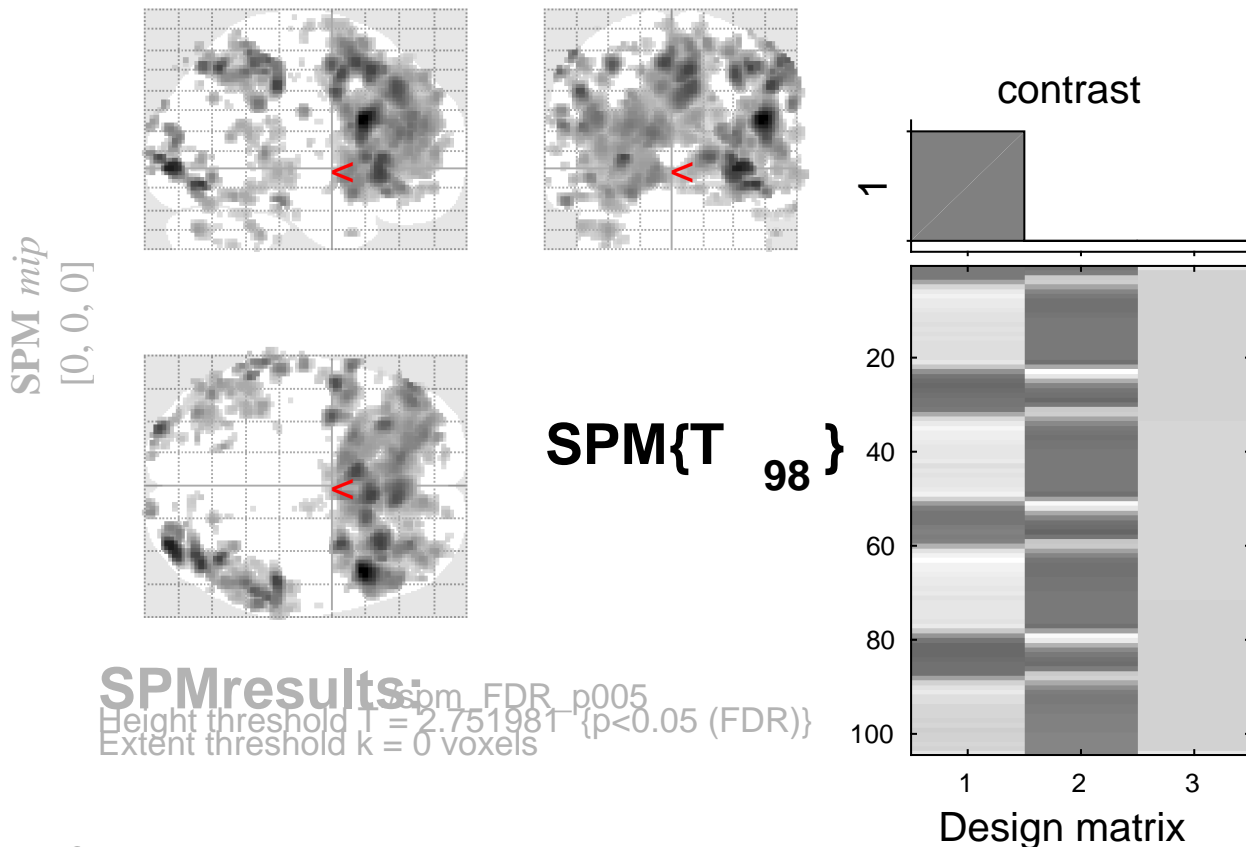 SPM mip
[0, 0, 0]
<
<
<
SPM{T 98 }
SPMresults: ./spm_FDR_p005
Height threshold T = 2.751981 {p<0.05 (FDR)}
Extent threshold k = 0 voxels
contrast
1
20
40
60
80
100
1 2 3
Design matrix